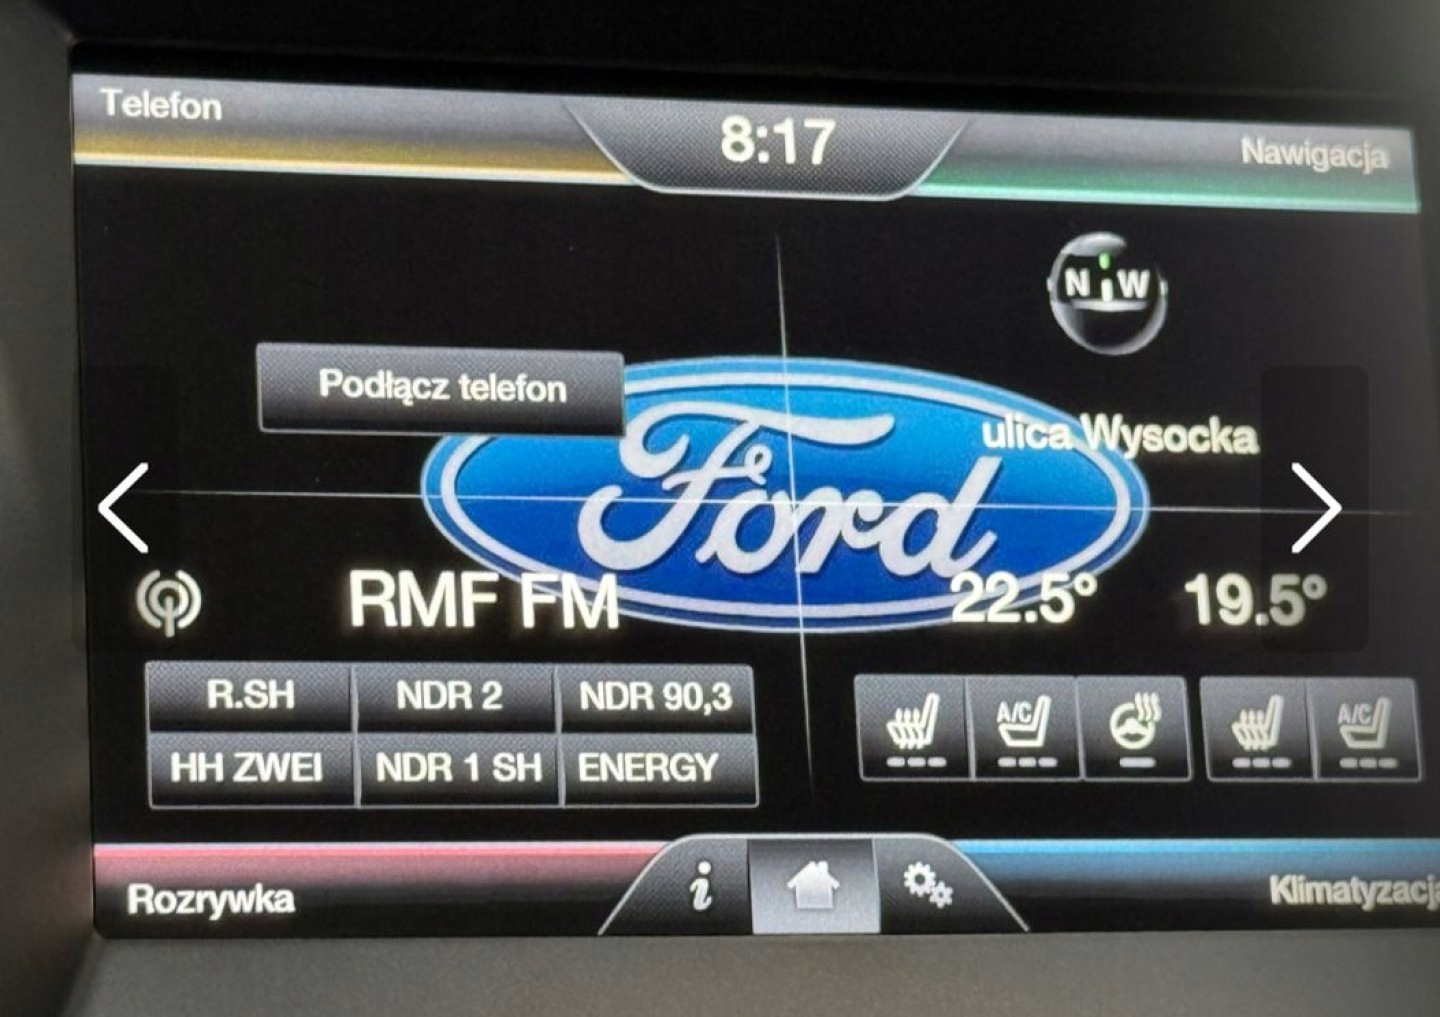 Telefon
8:17
Nawigacja
N W
Podłącz telefon
Ford
ulica Wysocka
RMF FM
22.5°
19.5°
R.SH
NDR 2
NDR 90,3
HH ZWEI
NDR 1 SH
ENERGY
A/C
A/C
Rozrywka
i
Klimatyzacja